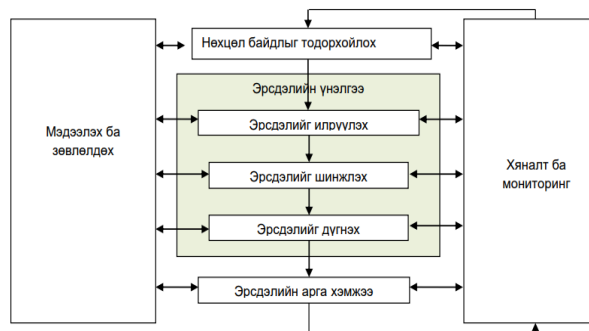 Нөхцөл байдлыг тодорхойлох
Эрсдэлийн үнэлгээ
Эрсдэлийг илрүүлэх
Мэдээлэх ба
зөвлөлдөх
Эрсдэлийг шинжлэх
Хяналт ба
мониторинг
Эрсдэлийг дүгнэх
Эрсдэлийн арга хэмжээ